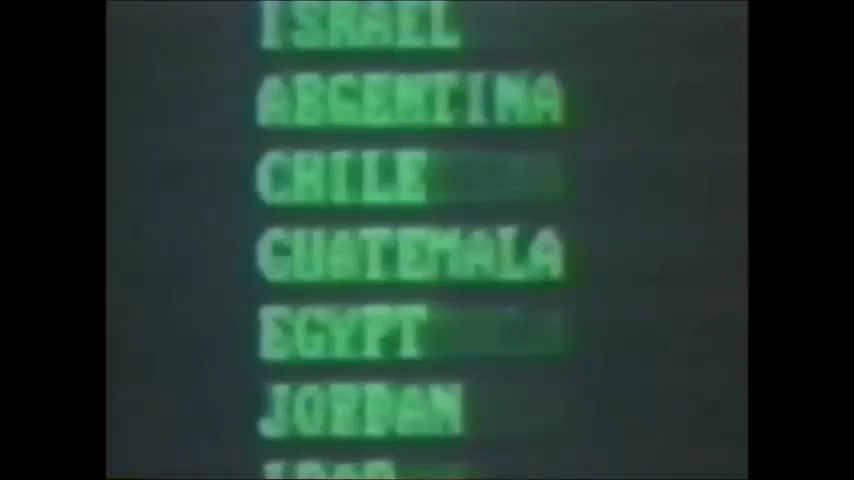 ISRAEL
ARGENTINA
CHILE
GUATEMALA
EGYPT
JORDAN